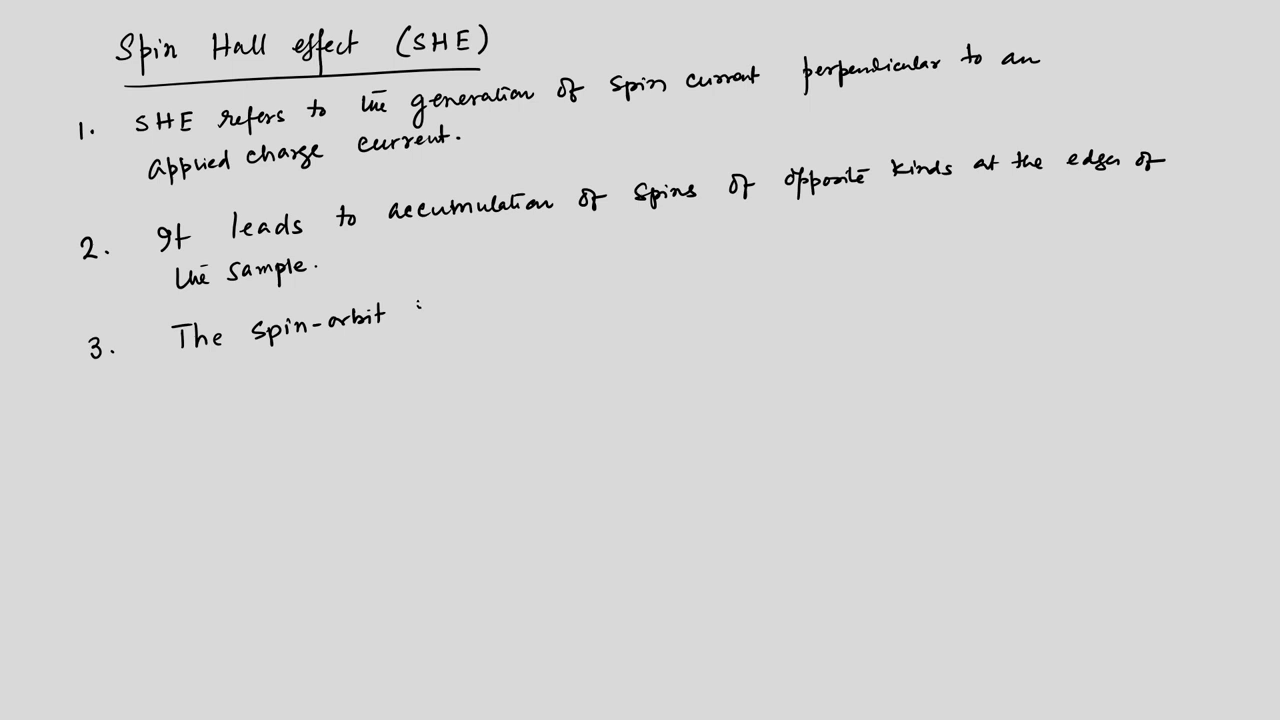 Spin Hall effect (SHE)
1. SHE refers to the generation of spin current perpendicular to an
applied charge current.
2. It leads to accumulation of spins of opposite kinds at the edges of
the sample.
3. The spin-orbit